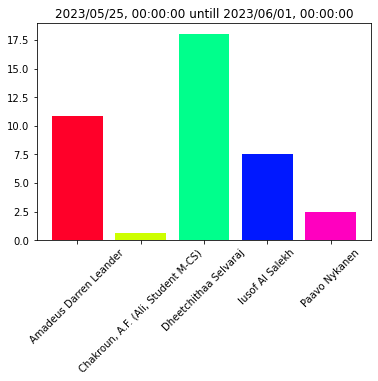 2023/05/25, 00:00:00 untill 2023/06/01, 00:00:00
17.5
15.0
12.5
10.0
7.5
5.0
2.5
0.0
Amadeus Darren Leander
Chakroun, A.F. (Ali, Student M-CS)
Dheetchithaa Selvaraj
Iusof Al Salekh
Paavo Nykanen